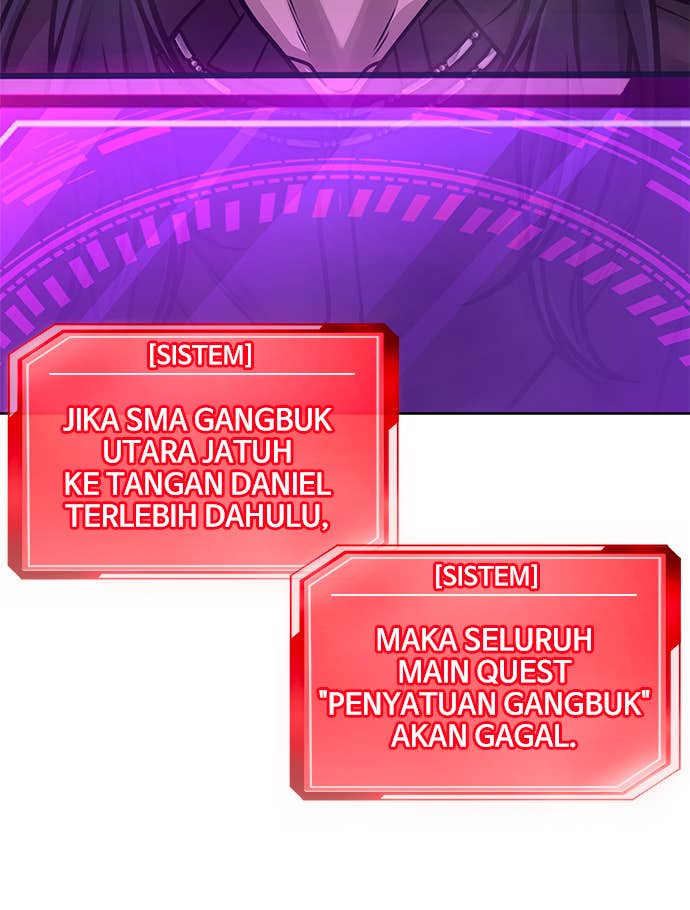 [SISTEM]
JIKA SMA GANGBUK
UTARA JATUH
KE TANGAN DANIEL
TERLEBIH DAHULU,
[SISTEM]
MAKA SELURUH
MAIN QUEST
"PENYATUAN GANGBUK"
AKAN GAGAL.